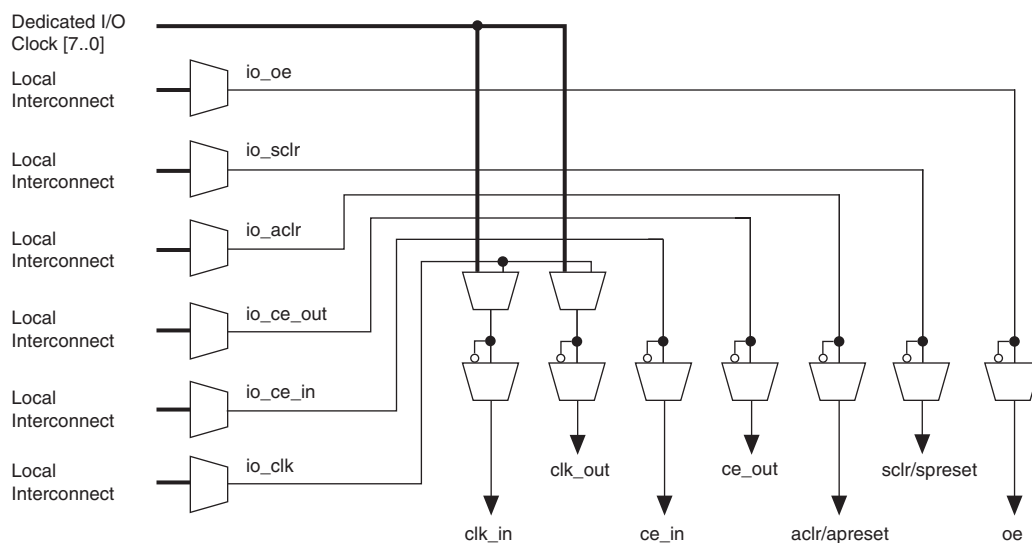 Dedicated I/O
Clock [7..0]
Local
Interconnect
io_oe
Local
Interconnect
io_sclr
Local
Interconnect
io_aclr
Local
Interconnect
io_ce_out
Local
Interconnect
io_ce_in
Local
Interconnect
io_clk
clk_out
ce_out
sclr/spreset
clk_in
ce_in
aclr/apreset
oe